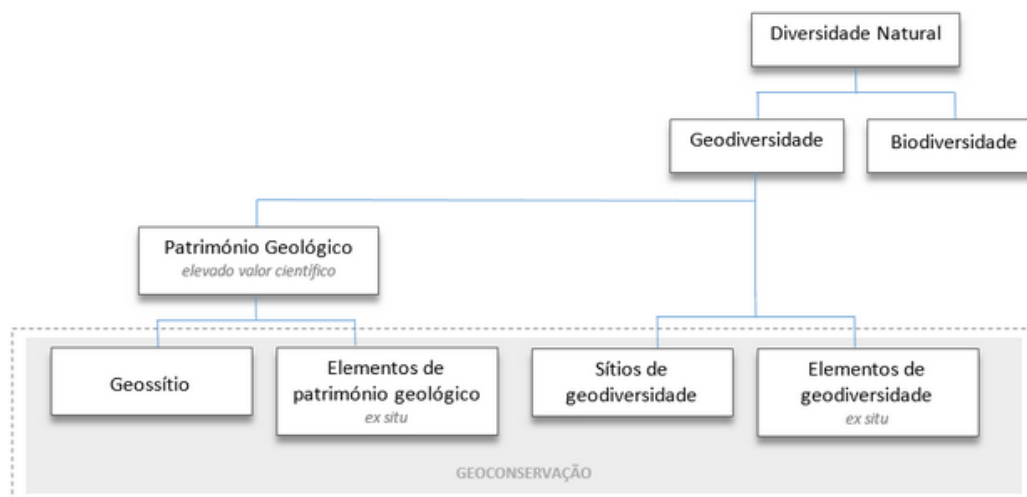 Diversidade Natural
Geodiversidade
Biodiversidade
Património Geológico
elevado valor científico
Geossítio
Elementos de
património geológico
ex situ
Sítios de
geodiversidade
Elementos de
geodiversidade
ex situ
GEOCONSERVAÇÃO